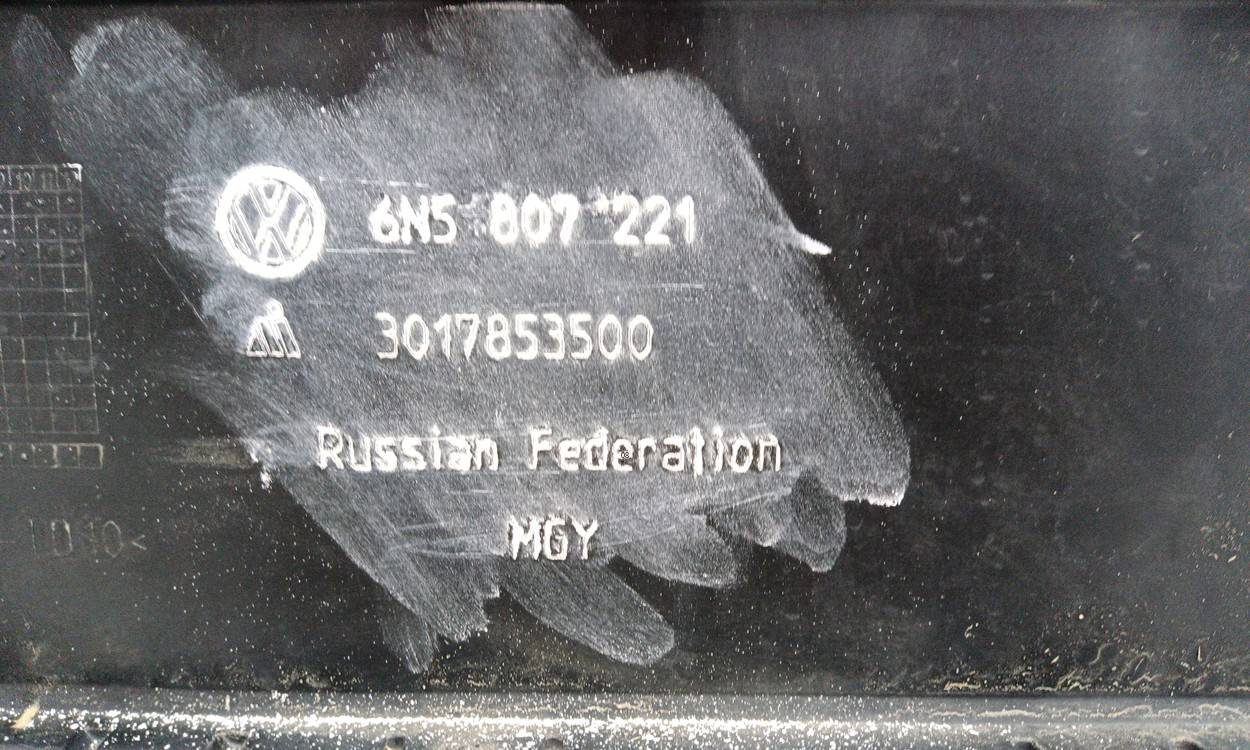 6N5 807 221
3017853500
Russian Federation
MGY